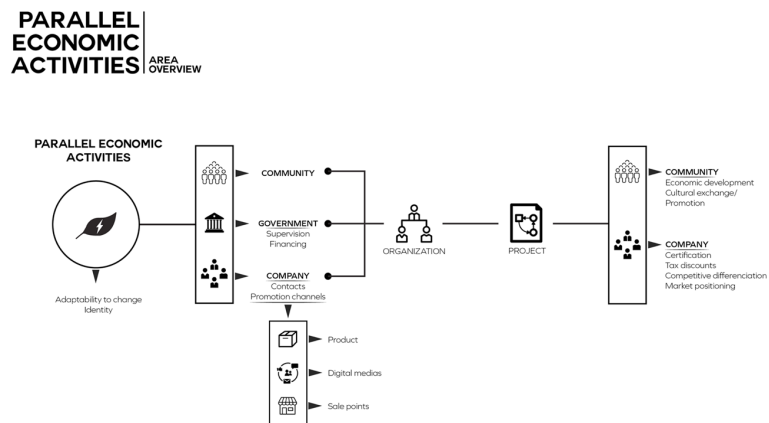 PARALLEL
ECONOMIC
ACTIVITIES
AREA
OVERVIEW
PARALLEL ECONOMIC
ACTIVITIES
Adaptability to change
Identity
COMMUNITY
GOVERNMENT
Supervision
Financing
COMPANY
Contacts
Promotion channels
Product
Digital medias
Sale points
ORGANIZATION
PROJECT
COMMUNITY
Economic development
Cultural exchange/
Promotion
COMPANY
Certification
Tax discounts
Competitive differenciation
Market positioning